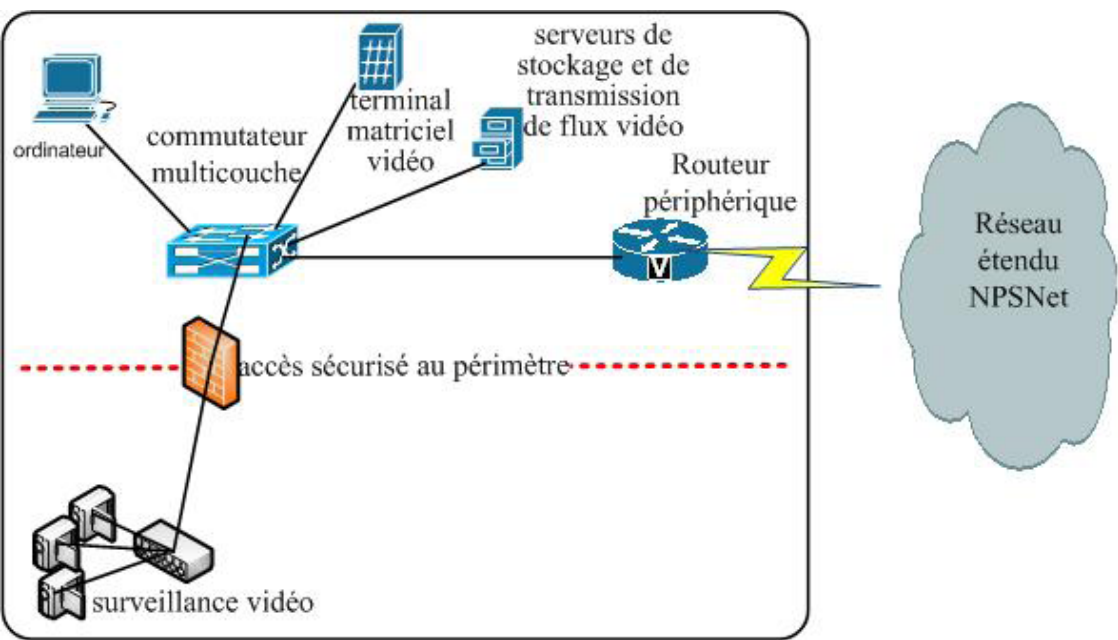 serveurs de
stockage et de
transmission
de flux vidéo
terminal
matriciel
vidéo
ordinateur
commutateur
multicouche
Routeur
périphérique
V
Réseau
étendu
NPSNet
accès sécurisé au périmètre
surveillance vidéo